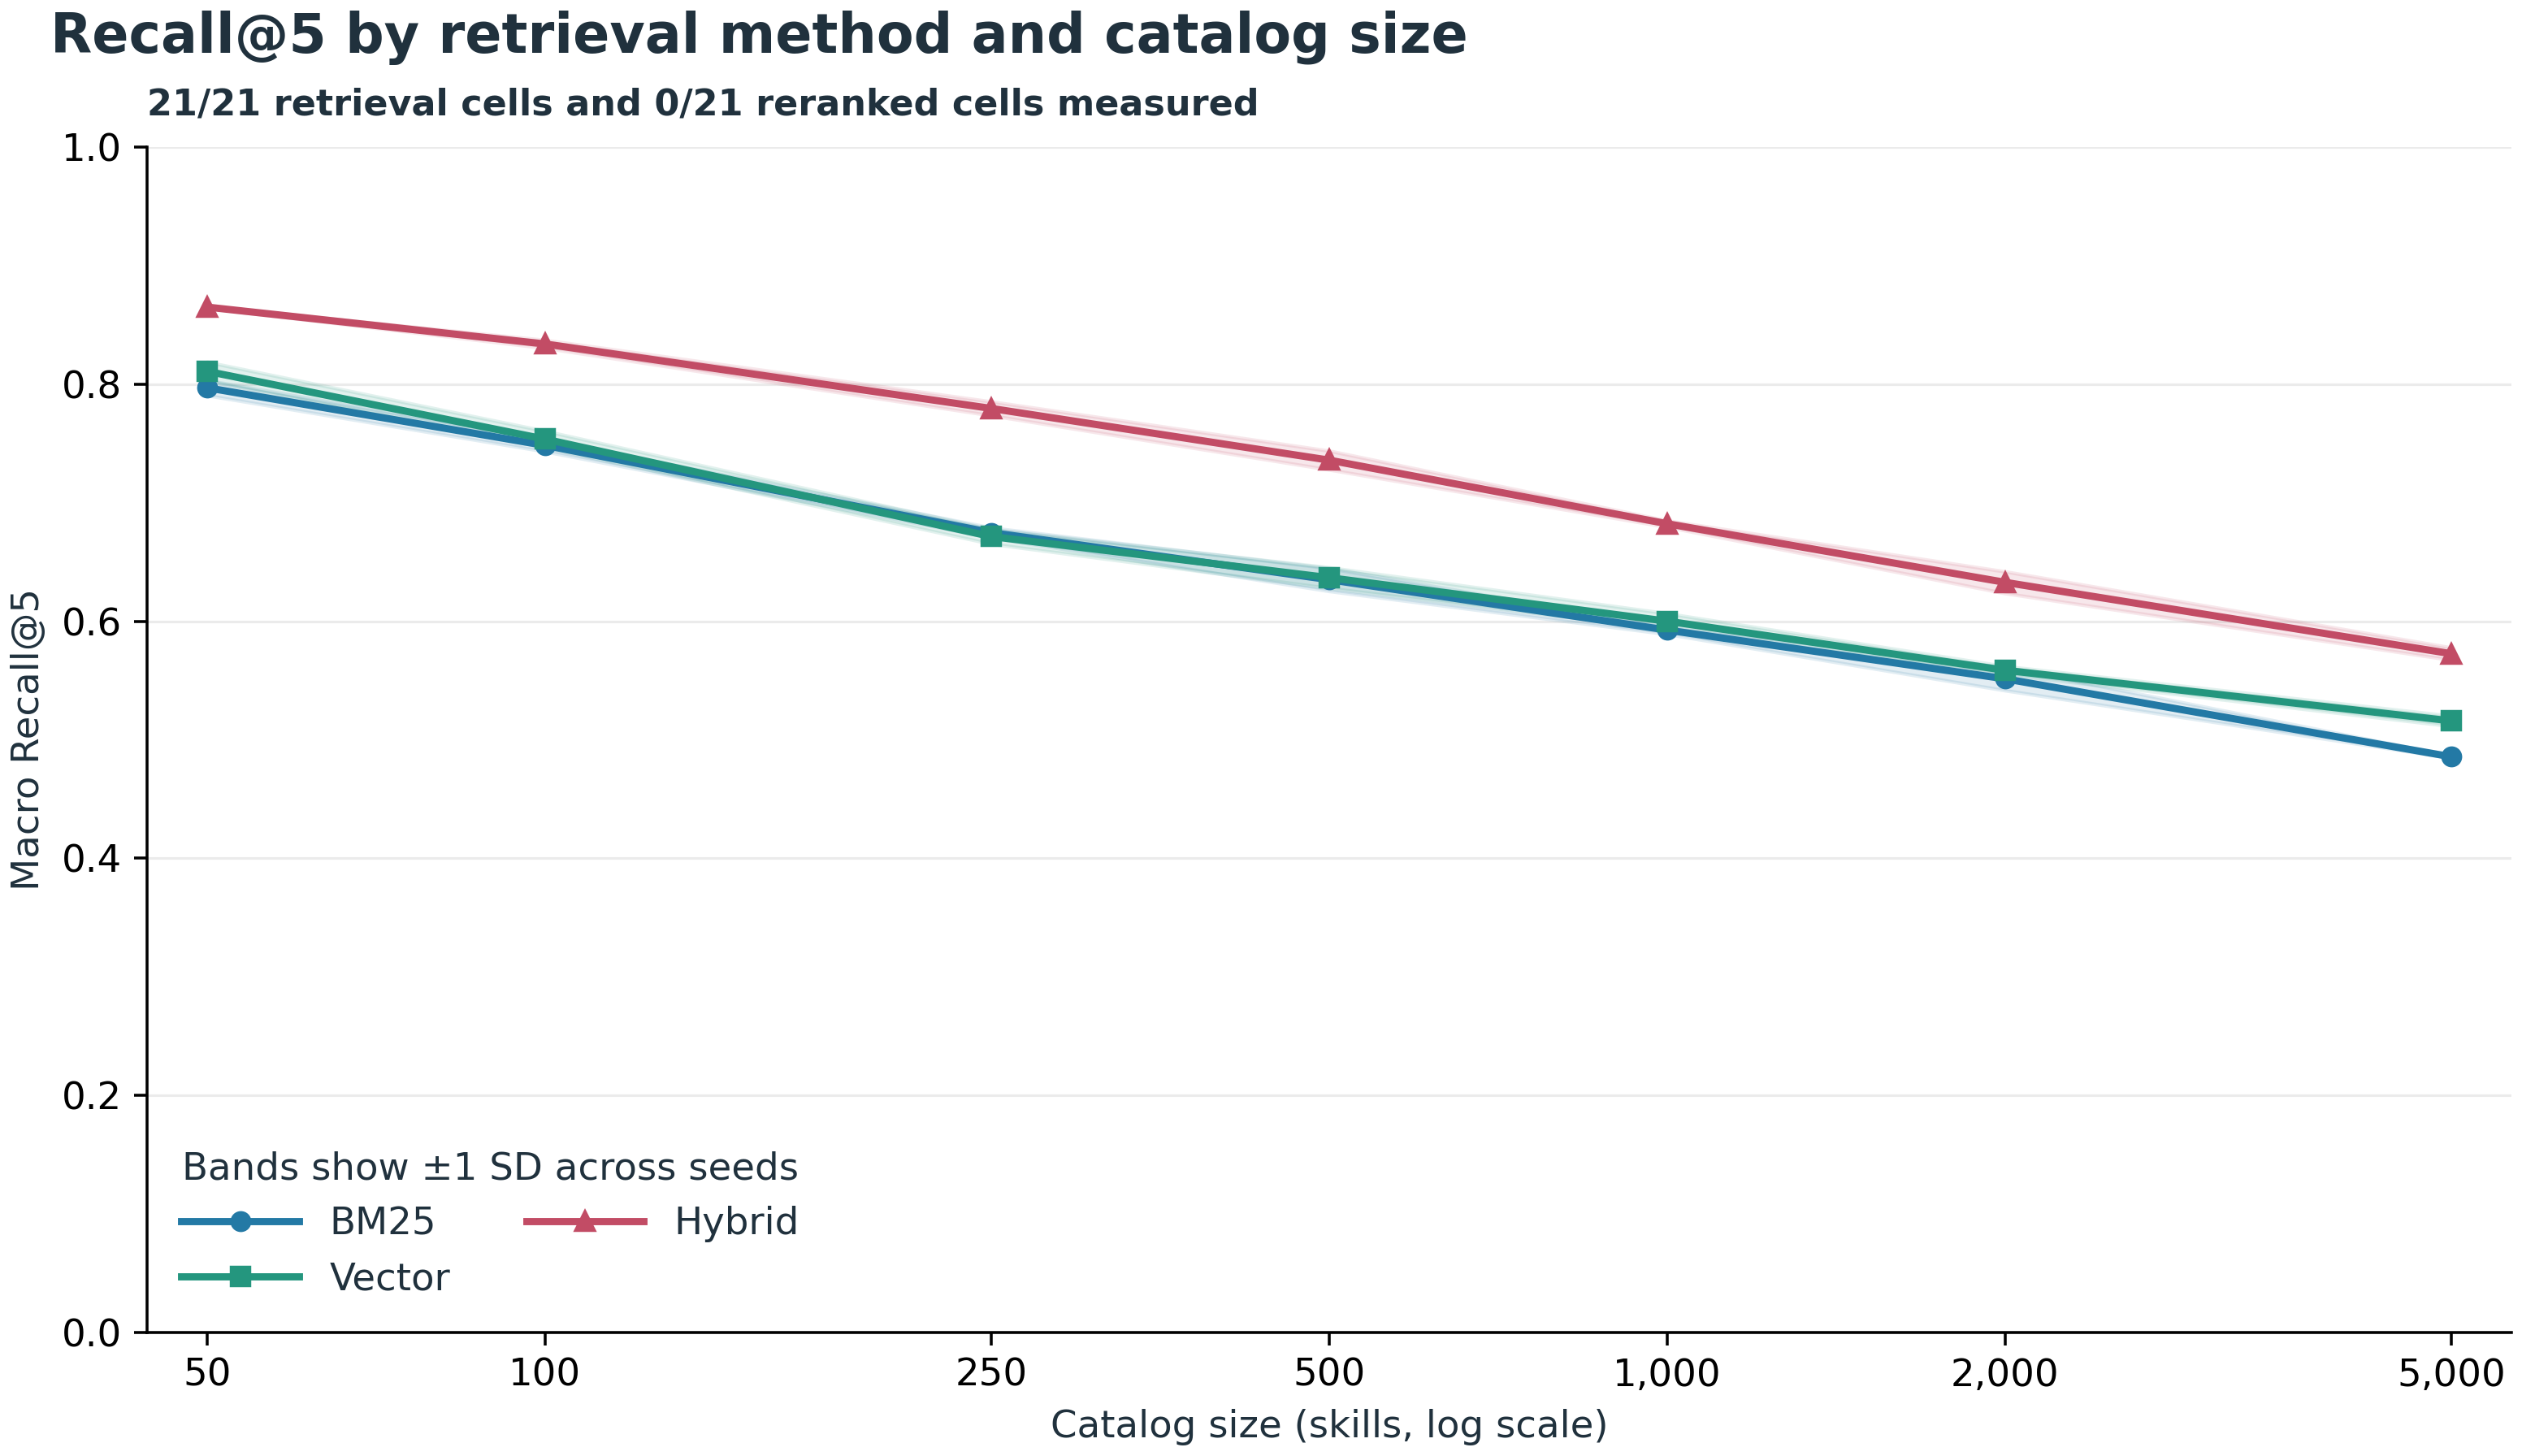 Recall@5 by retrieval method and catalog size
21/21 retrieval cells and 0/21 reranked cells measured
Macro Recall@5
1.0
0.8
0.6
0.4
0.2
0.0
Bands show ±1 SD across seeds
BM25 Hybrid
Vector
50 100 250 500 1,000 2,000 5,000
Catalog size (skills, log scale)